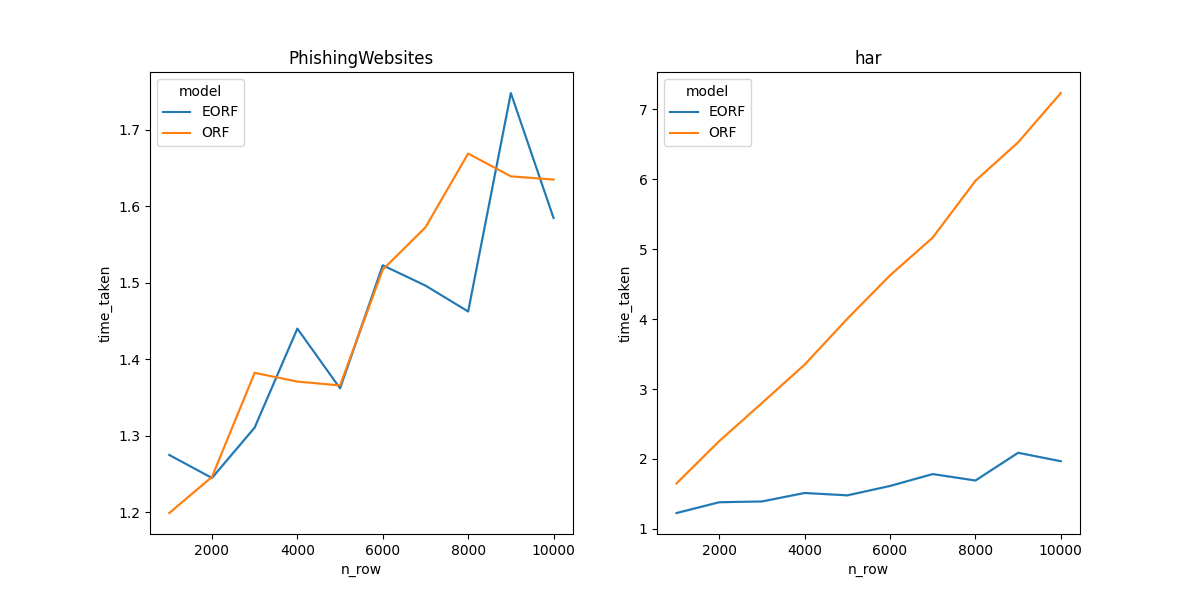 PhishingWebsites
model
EORF
ORF
1.7
1.6
1.5
1.4
1.3
1.2
time_taken
2000 4000 6000 8000 10000
n_row
har
model
EORF
ORF
7
6
5
4
3
2
1
time_taken
2000 4000 6000 8000 10000
n_row